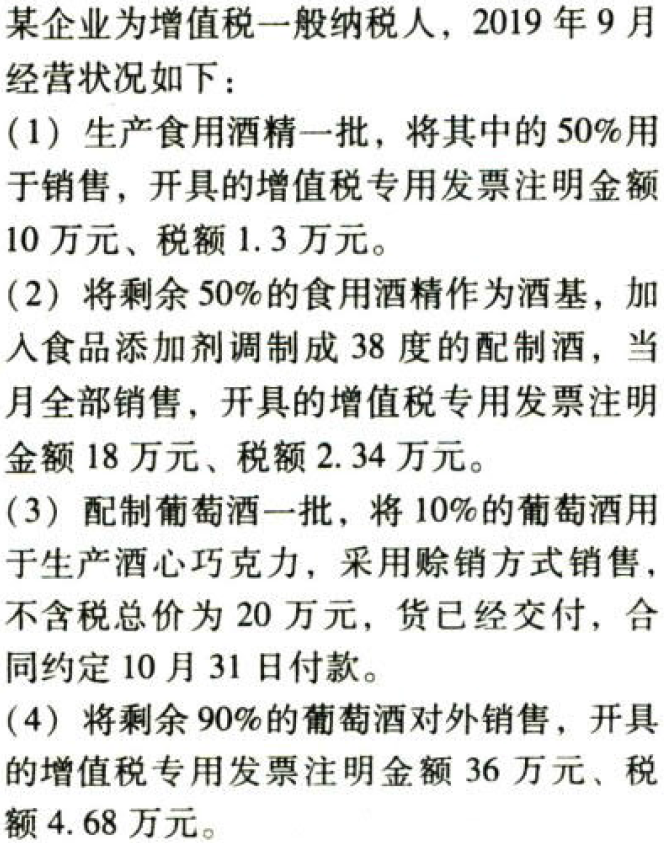 某企业为增值税一般纳税人，2019 年 9 月
经营状况如下：
(1) 生产食用酒精一批，将其中的 50%用
于销售，开具的增值税专用发票注明金额
10 万元、税额 1.3 万元。
(2) 将剩余 50%的食用酒精作为酒基，加
入食品添加剂调制成 38 度的配制酒，当
月全部销售，开具的增值税专用发票注明
金额 18 万元、税额 2.34 万元。
(3) 配制葡萄酒一批，将 10%的葡萄酒用
于生产酒心巧克力，采用赊销方式销售，
不含税总价为 20 万元，货已经交付，合
同约定 10 月 31 日付款。
(4) 将剩余 90%的葡萄酒对外销售，开具
的增值税专用发票注明金额 36 万元、税
额 4.68 万元。